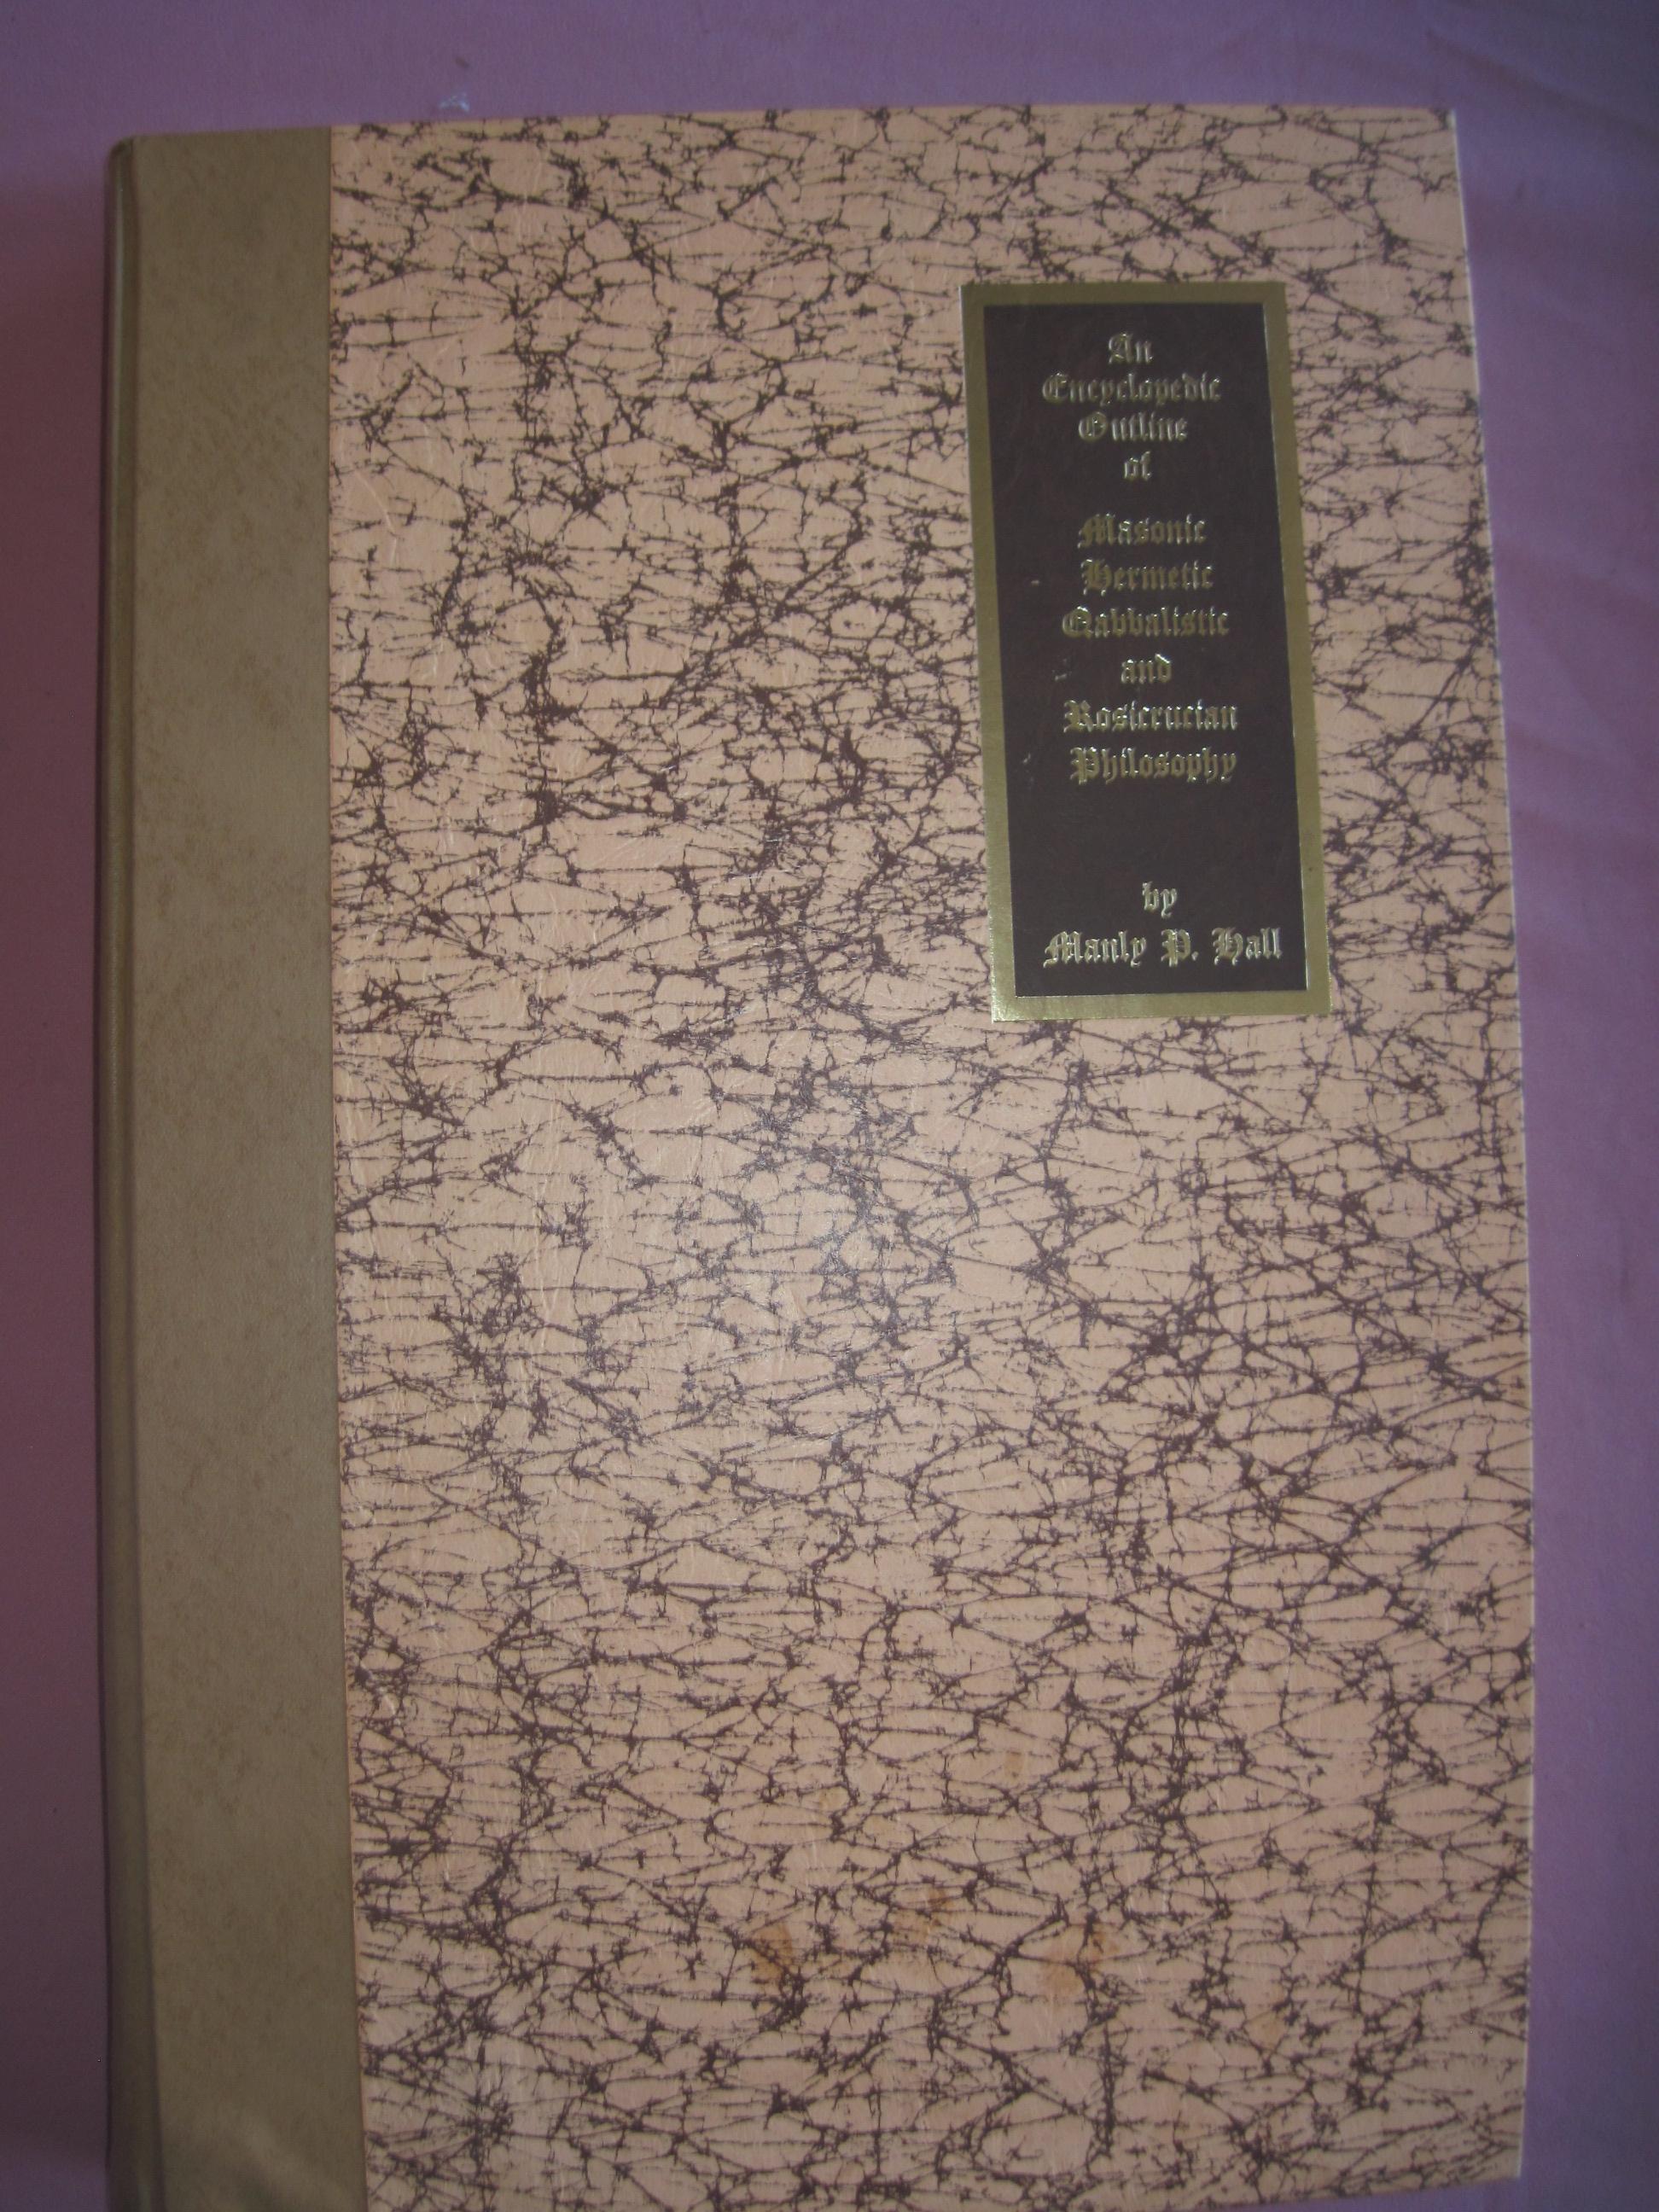 An
Encyclopedic
Outline
of
Masonic
Hermetic
Qabbalistic
and
Rosicrucian
Philosophy
by
Manly P. Hall